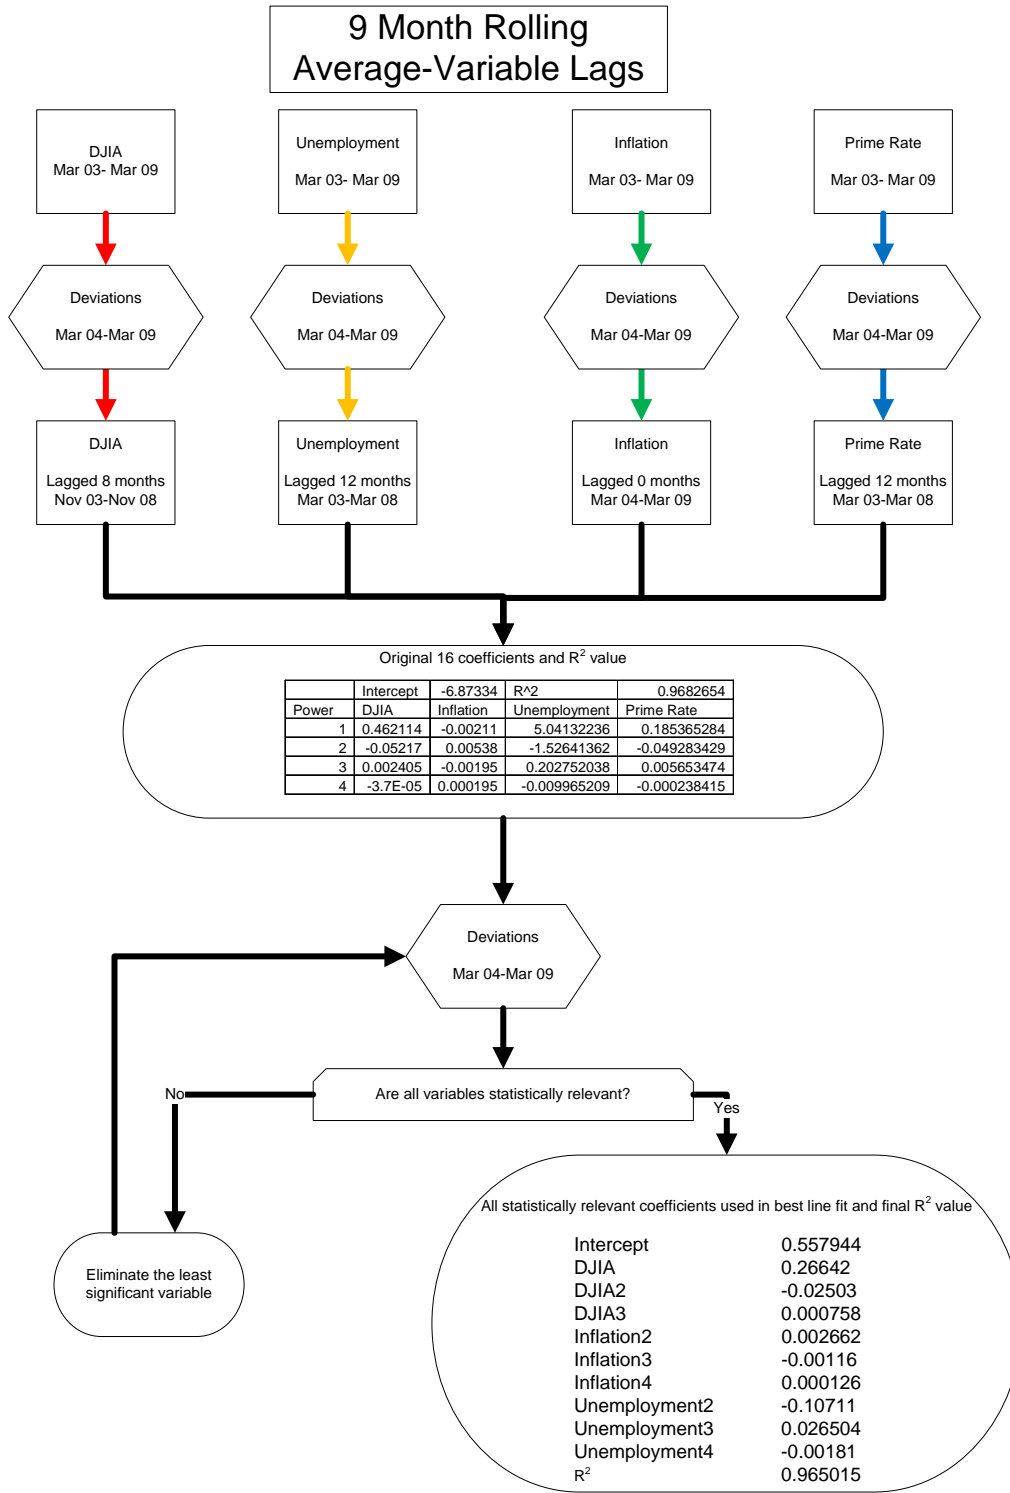 9 Month Rolling
Average-Variable Lags
DJIA
Mar 03- Mar 09
Unemployment
Mar 03- Mar 09
Inflation
Mar 03- Mar 09
Prime Rate
Mar 03- Mar 09
Deviations
Mar 04-Mar 09
Deviations
Mar 04-Mar 09
Deviations
Mar 04-Mar 09
Deviations
Mar 04-Mar 09
DJIA
Lagged 8 months
Nov 03-Nov 08
Unemployment
Lagged 12 months
Mar 03-Mar 08
Inflation
Lagged 0 months
Mar 04-Mar 09
Prime Rate
Lagged 12 months
Mar 03-Mar 08
Original 16 coefficients and R² value
Intercept -6.87334 R^2 0.9682654
Power DJIA Inflation Unemployment Prime Rate
1 0.462114 -0.00211 5.04132236 0.185365284
2 -0.05217 0.00538 -1.52641362 -0.049283429
3 0.002405 -0.00195 0.202752038 0.005653474
4 -3.7E-05 0.000195 -0.009965209 -0.000238415
Deviations
Mar 04-Mar 09
Are all variables statistically relevant?
No
Yes
Eliminate the least
significant variable
All statistically relevant coefficients used in best line fit and final R² value
Intercept 0.557944
DJIA 0.26642
DJIA2 -0.02503
DJIA3 0.000758
Inflation2 0.002662
Inflation3 -0.00116
Inflation4 0.000126
Unemployment2 -0.10711
Unemployment3 0.026504
Unemployment4 -0.00181
R² 0.965015